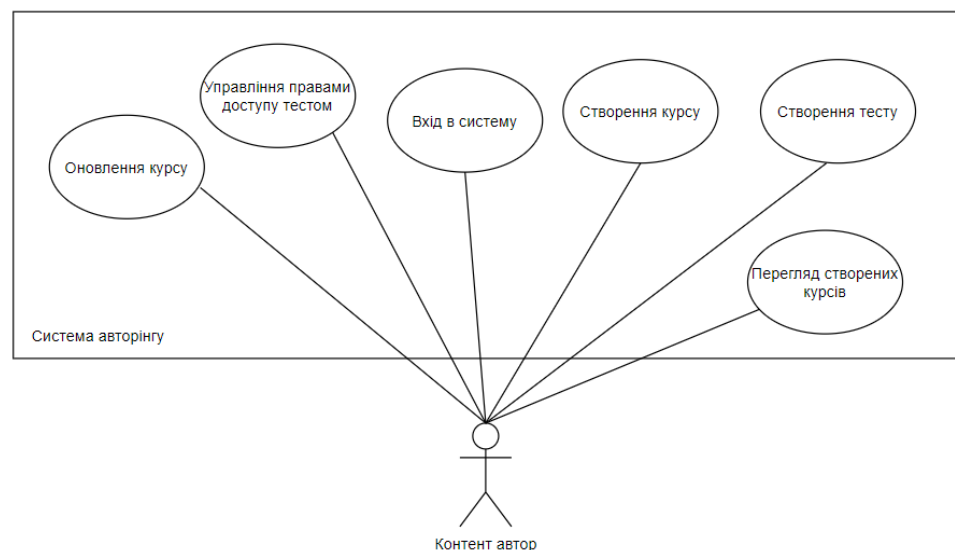 Управління правами
доступу тестом
Вхід в систему
Створення курсу
Створення тесту
Оновлення курсу
Перегляд створених
курсів
Система авторінгу
Контент автор